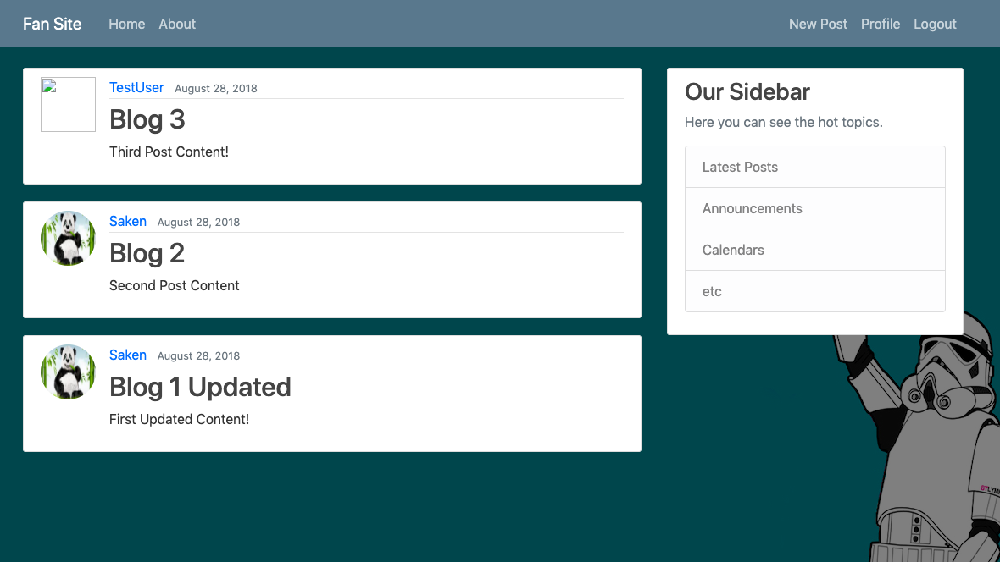 Fan Site Home About New Post Profile Logout
TestUser August 28, 2018
Blog 3
Third Post Content!
Saken August 28, 2018
Blog 2
Second Post Content
Saken August 28, 2018
Blog 1 Updated
First Updated Content!
Our Sidebar
Here you can see the hot topics.
Latest Posts
Announcements
Calendars
etc